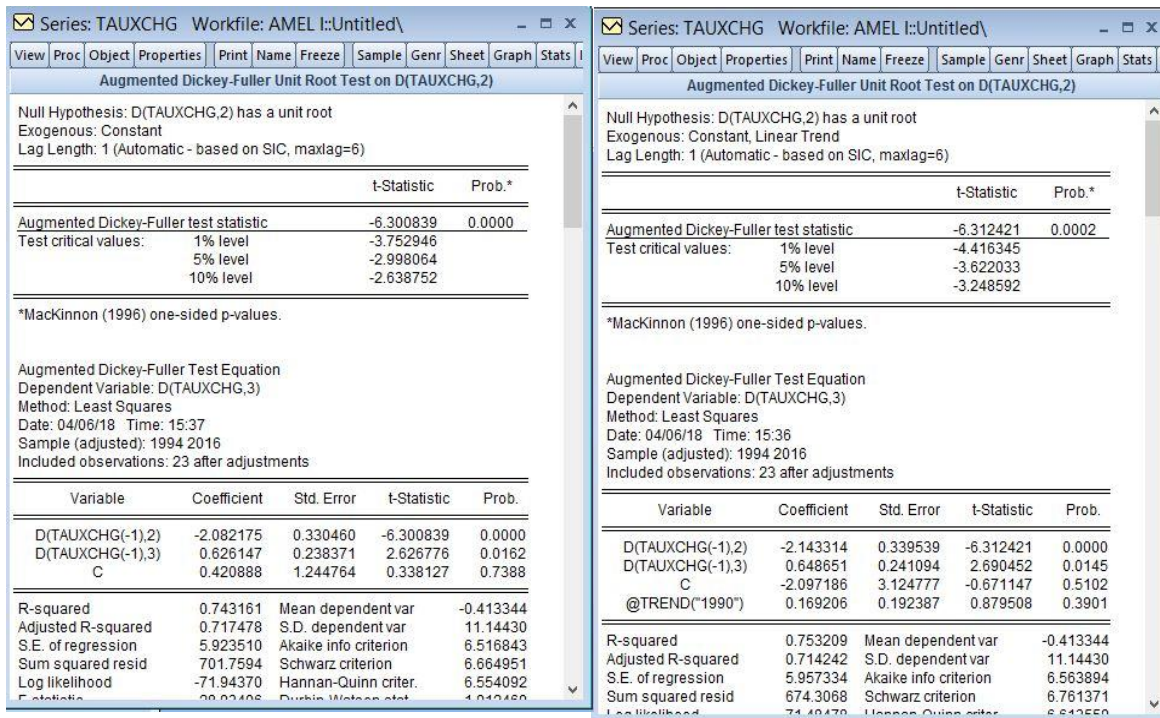 Series: TAUXCHG Workfile: AMEL I::Untitled\
View Proc Object Properties Print Name Freeze Sample Genr Sheet Graph Stats
Augmented Dickey-Fuller Unit Root Test on D(TAUXCHG,2)
Null Hypothesis: D(TAUXCHG,2) has a unit root
Exogenous: Constant
Lag Length: 1 (Automatic - based on SIC, maxlag=6)
t-Statistic Prob.*
Augmented Dickey-Fuller test statistic -6.300839 0.0000
Test critical values: 1% level -3.752946
5% level -2.998064
10% level -2.638752
*MacKinnon (1996) one-sided p-values.
Augmented Dickey-Fuller Test Equation
Dependent Variable: D(TAUXCHG,3)
Method: Least Squares
Date: 04/06/18 Time: 15:37
Sample (adjusted): 1994 2016
Included observations: 23 after adjustments
Variable Coefficient Std. Error t-Statistic Prob.
D(TAUXCHG(-1),2) -2.082175 0.330460 -6.300839 0.0000
D(TAUXCHG(-1),3) 0.626147 0.238371 2.626776 0.0162
C 0.420888 1.244764 0.338127 0.7388
R-squared 0.743161 Mean dependent var -0.413344
Adjusted R-squared 0.717478 S.D. dependent var 11.14430
S.E. of regression 5.923510 Akaike info criterion 6.516843
Sum squared resid 701.7594 Schwarz criterion 6.664951
Log likelihood -71.94370 Hannan-Quinn criter. 6.554092
Series: TAUXCHG Workfile: AMEL I::Untitled\
View Proc Object Properties Print Name Freeze Sample Genr Sheet Graph Stats
Augmented Dickey-Fuller Unit Root Test on D(TAUXCHG,2)
Null Hypothesis: D(TAUXCHG,2) has a unit root
Exogenous: Constant, Linear Trend
Lag Length: 1 (Automatic - based on SIC, maxlag=6)
t-Statistic Prob.*
Augmented Dickey-Fuller test statistic -6.312421 0.0002
Test critical values: 1% level -4.416345
5% level -3.622033
10% level -3.248592
*MacKinnon (1996) one-sided p-values.
Augmented Dickey-Fuller Test Equation
Dependent Variable: D(TAUXCHG,3)
Method: Least Squares
Date: 04/06/18 Time: 15:36
Sample (adjusted): 1994 2016
Included observations: 23 after adjustments
Variable Coefficient Std. Error t-Statistic Prob.
D(TAUXCHG(-1),2) -2.143314 0.339539 -6.312421 0.0000
D(TAUXCHG(-1),3) 0.648651 0.241094 2.690452 0.0145
C -2.097186 3.124777 -0.671147 0.5102
@TREND("1990") 0.169206 0.192387 0.879508 0.3901
R-squared 0.753209 Mean dependent var -0.413344
Adjusted R-squared 0.714242 S.D. dependent var 11.14430
S.E. of regression 5.957334 Akaike info criterion 6.563894
Sum squared resid 674.3068 Schwarz criterion 6.761371